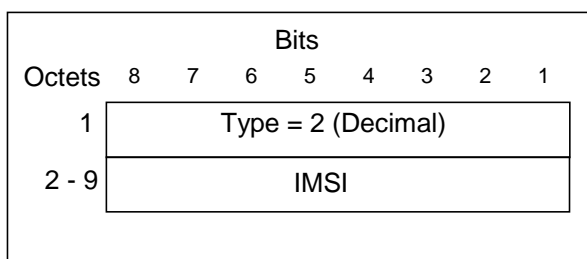 Bits
Octets 8 7 6 5 4 3 2 1
1 Type = 2 (Decimal)
2 - 9 IMSI